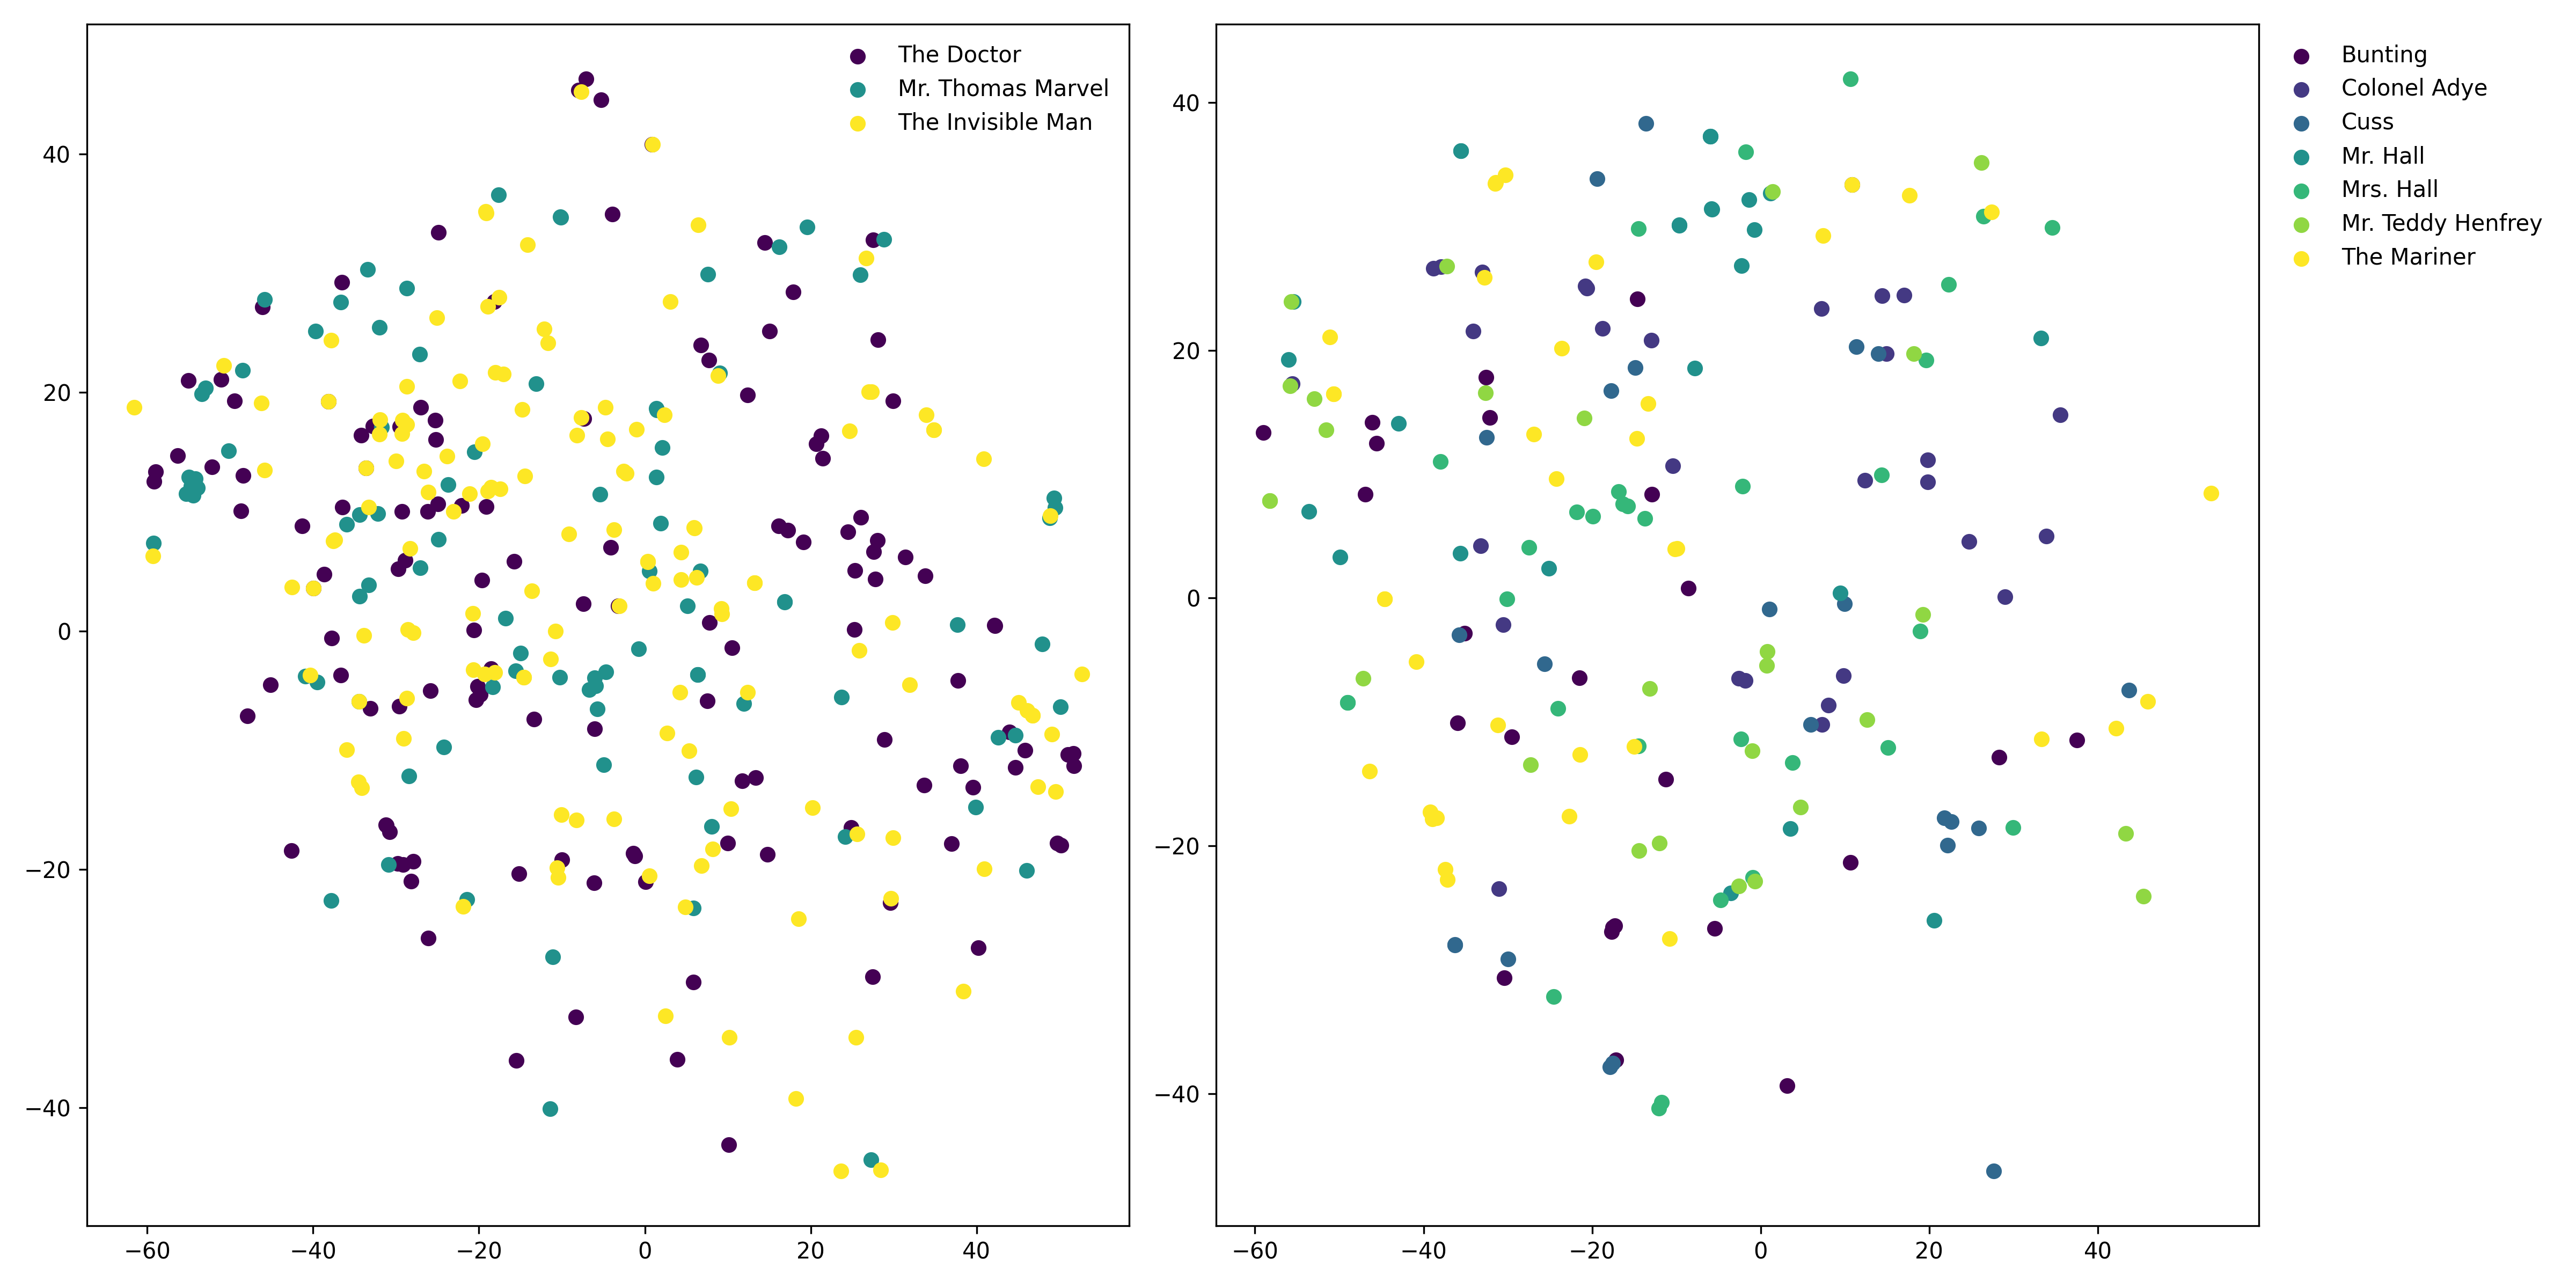 The Doctor
Mr. Thomas Marvel
The Invisible Man
40
20
0
−20
−40
−60
−40
−20
0
20
40
Bunting
Colonel Adye
Cuss
Mr. Hall
Mrs. Hall
Mr. Teddy Henfrey
The Mariner
40
20
0
−20
−40
−60
−40
−20
0
20
40